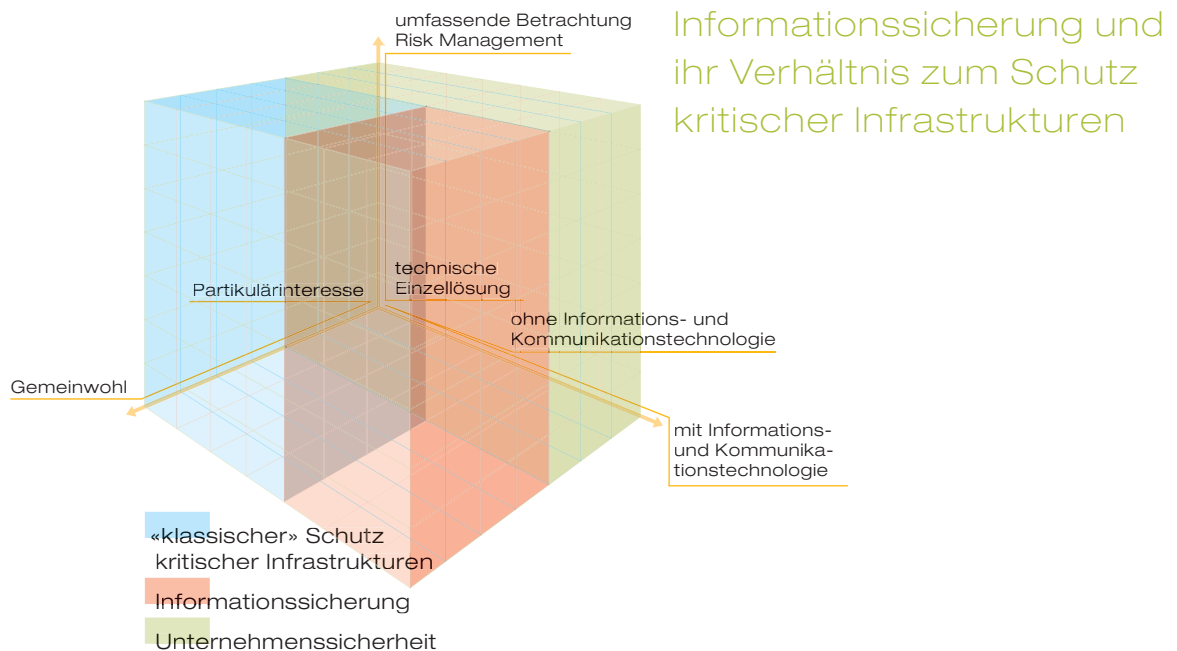 Informationssicherung und
ihr Verhältnis zum Schutz
kritischer Infrastrukturen
umfassende Betrachtung
Risk Management
technische
Einzellösung
Partikulärinteresse
ohne Informations- und
Kommunikationstechnologie
Gemeinwohl
mit Informations-
und Kommunika-
tionstechnologie
«klassischer» Schutz
kritischer Infrastrukturen
Informationssicherung
Unternehmenssicherheit